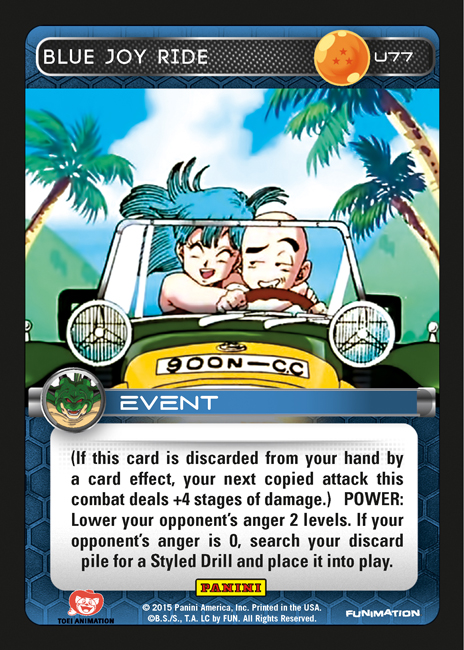 BLUE JOY RIDE
U77
900N-C.C
EVENT
(If this card is discarded from your hand by
a card effect, your next copied attack this
combat deals +4 stages of damage.) POWER:
Lower your opponent's anger 2 levels. If your
opponent's anger is 0, search your discard
pile for a Styled Drill and place it into play.
PANINI
© 2015 Panini America, Inc. Printed in the USA.
©B.S./S., T.A. LC by FUN. All Rights Reserved.
TOEI ANIMATION
FUNIMATION